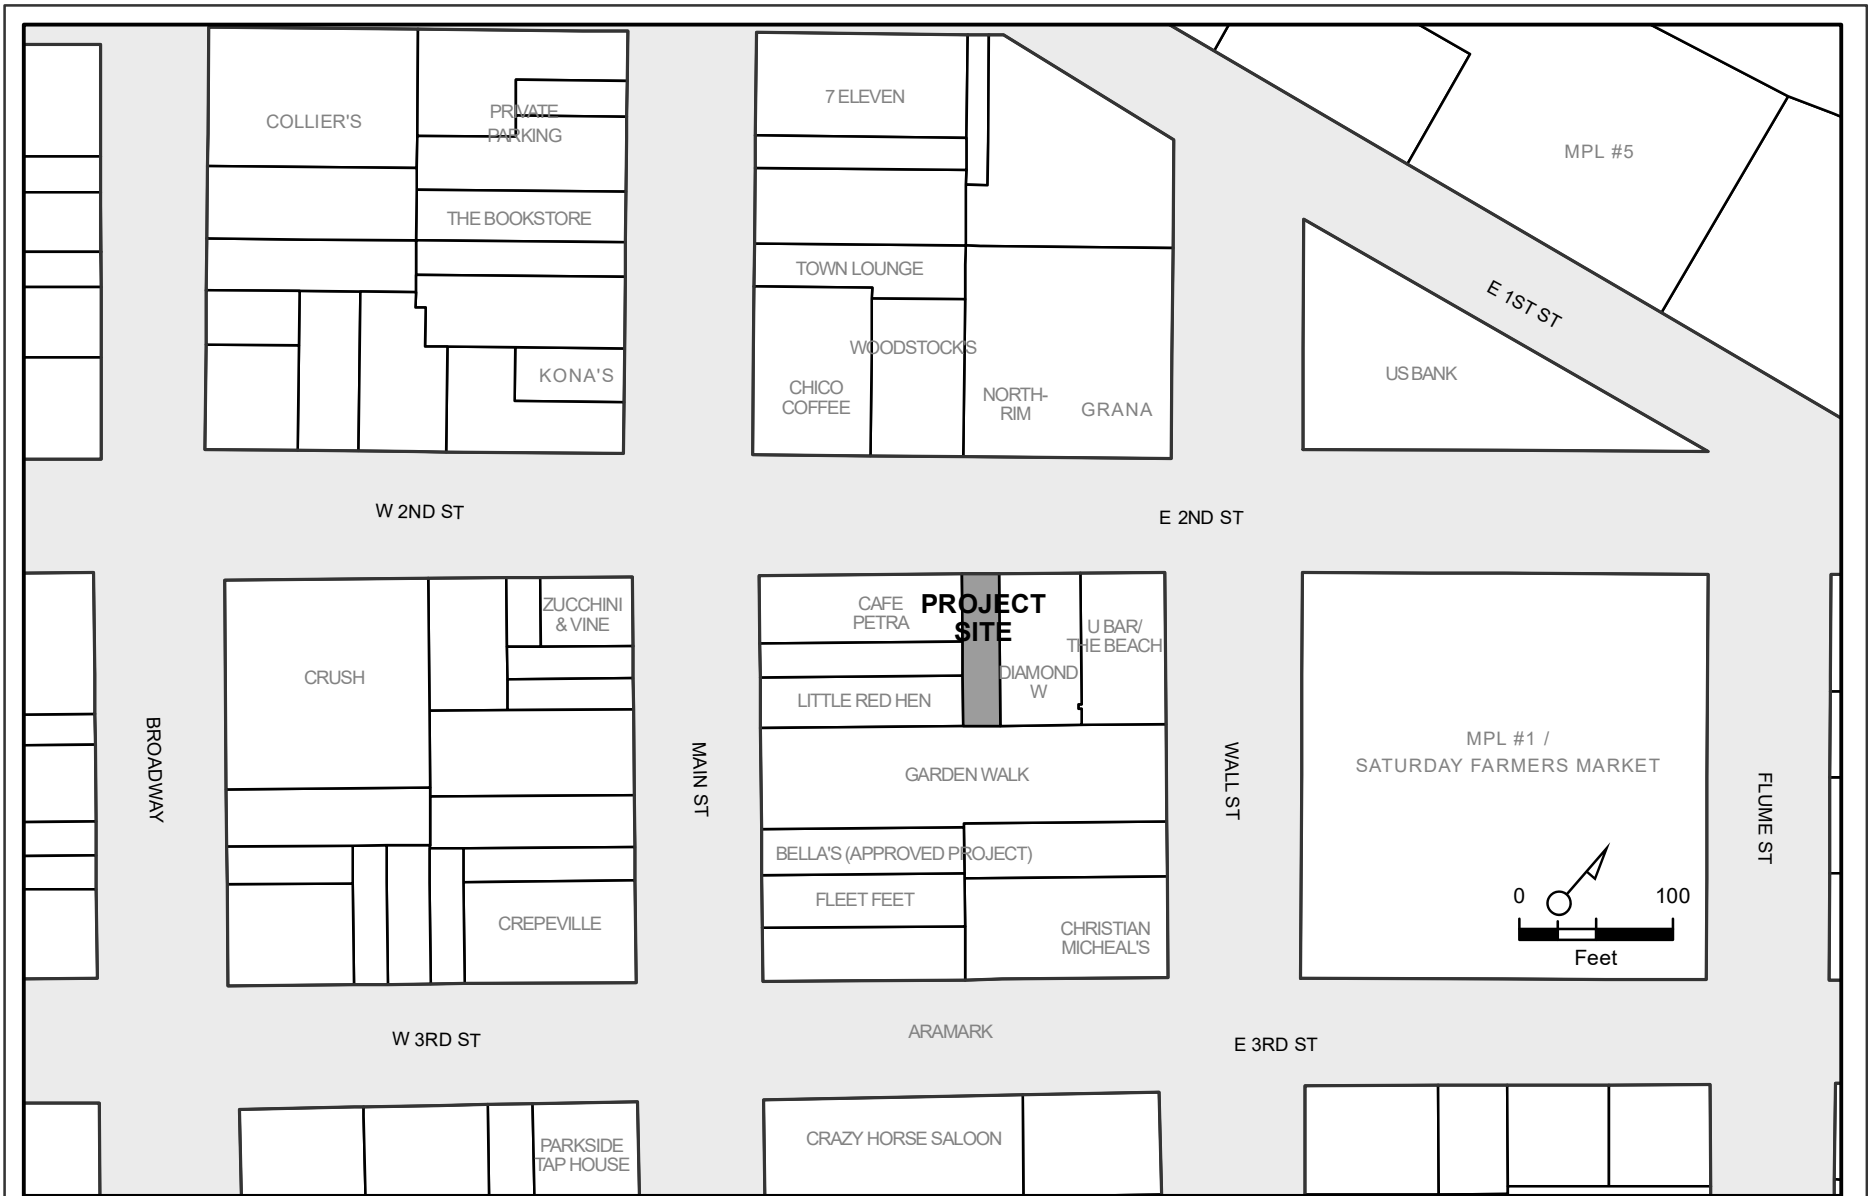 COLLIER'S
PRIVATE
PARKING
THE BOOKSTORE
KONA'S
7 ELEVEN
TOWN LOUNGE
WOODSTOCK'S
CHICO
COFFEE
NORTH-
RIM
GRANA
MPL #5
E 1ST ST
US BANK
W 2ND ST
E 2ND ST
ZUCCHINI
& VINE
CRUSH
CREPEVILLE
CAFE
PETRA
PROJECT
SITE
U BAR/
THE BEACH
DIAMOND
W
LITTLE RED HEN
GARDEN WALK
BELLA'S (APPROVED PROJECT)
FLEET FEET
CHRISTIAN
MICHEAL'S
MPL #1 /
SATURDAY FARMERS MARKET
BROADWAY
MAIN ST
WALL ST
FLUME ST
0 100
Feet
W 3RD ST
ARAMARK
E 3RD ST
PARKSIDE
TAP HOUSE
CRAZY HORSE SALOON